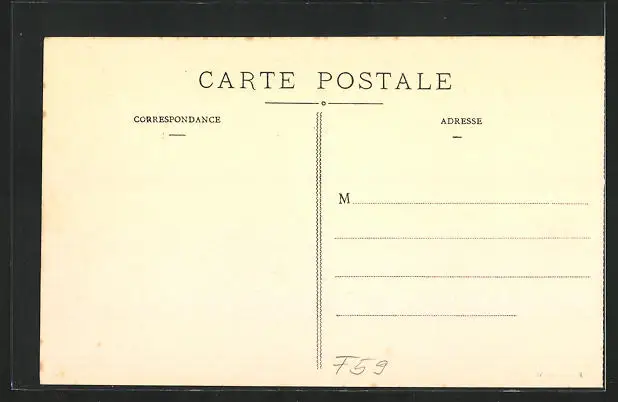 CARTE POSTALE
CORRESPONDANCE
ADRESSE
M
F59